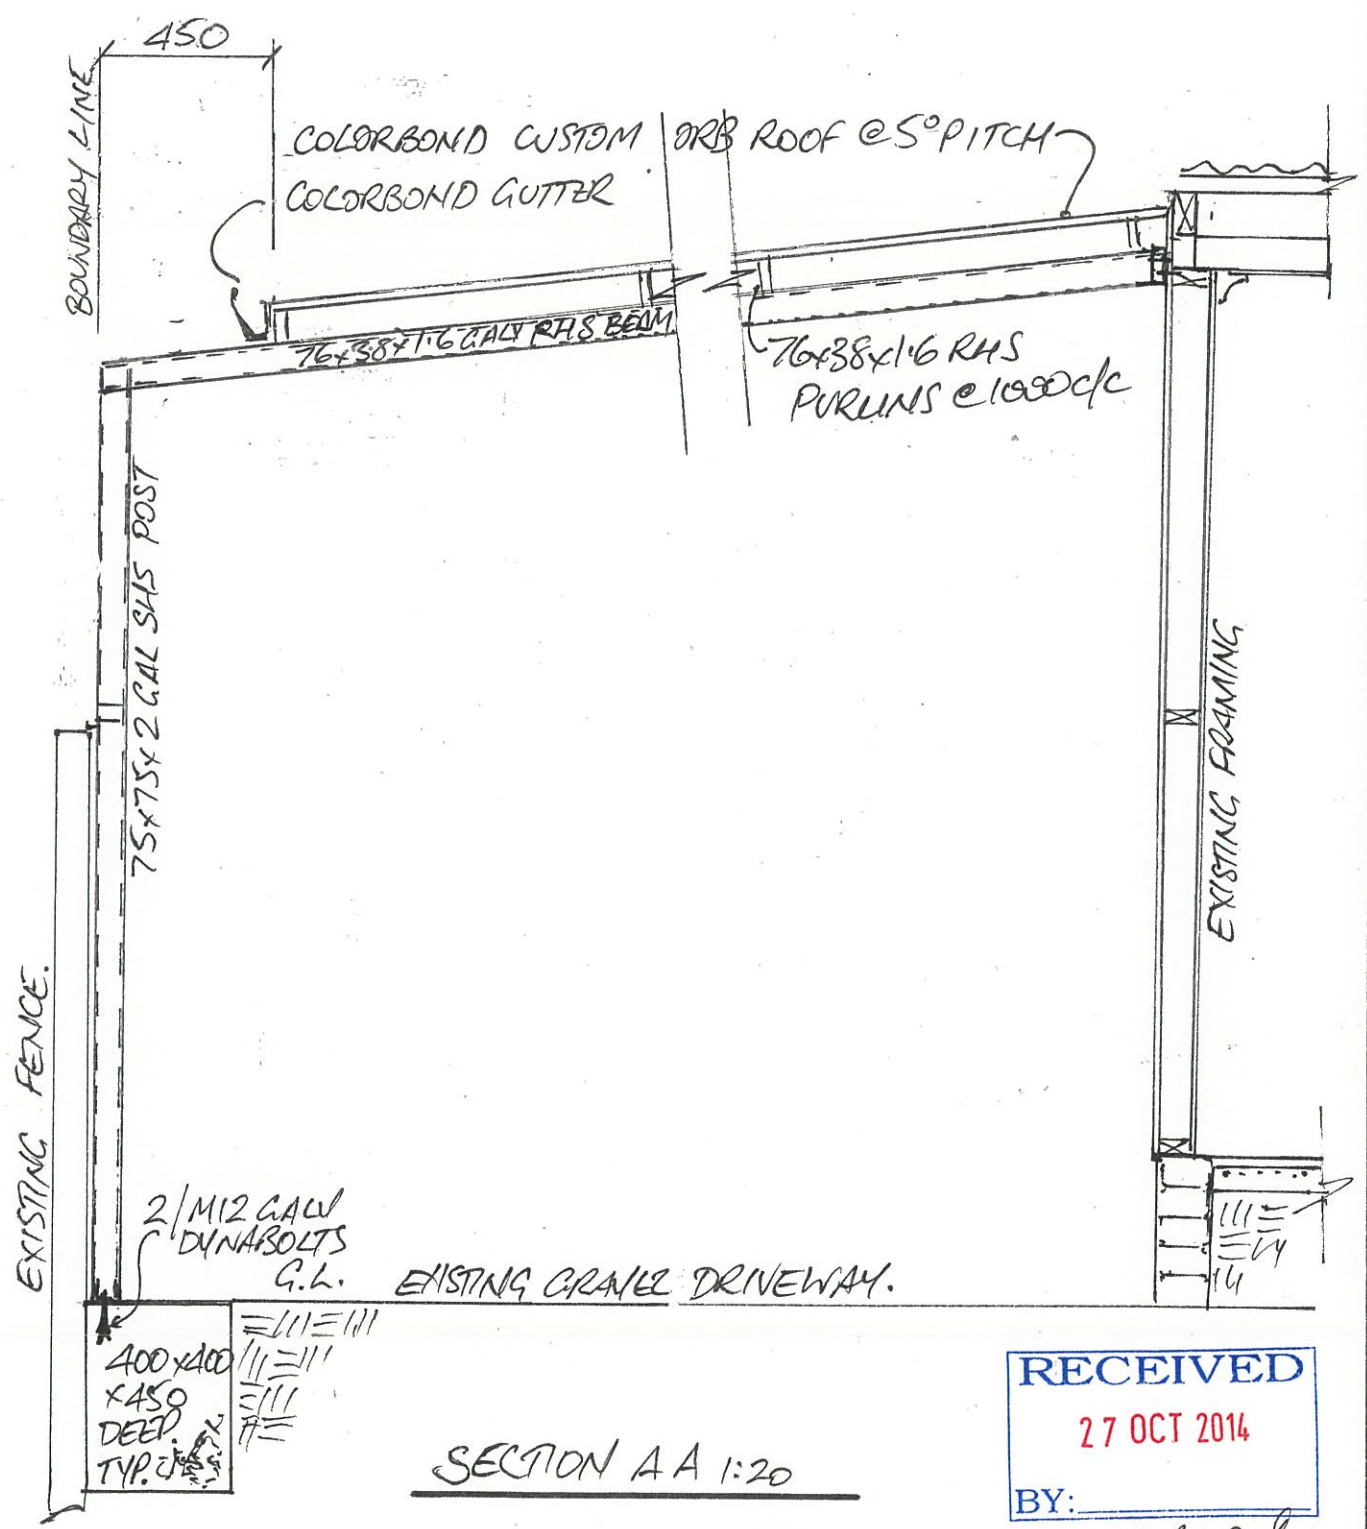 450
BOUNDARY LINE
COLORBOND CUSTOM ORB ROOF @ 5° PITCH
COLORBOND GUTTER
76x38x1.6 GALV RHS BEAM
76x38x1.6 RHS
PURLINS @ 1000 c/c
75x75x2 GAL SHS POST
EXISTING FRAMING
EXISTING FENCE.
2/M12 GALV
DYNABOLTS
G.L. EXISTING GRAVEL DRIVEWAY.
400x400
x450
DEEP.
TYP.
SECTION AA 1:20
RECEIVED
27 OCT 2014
BY: